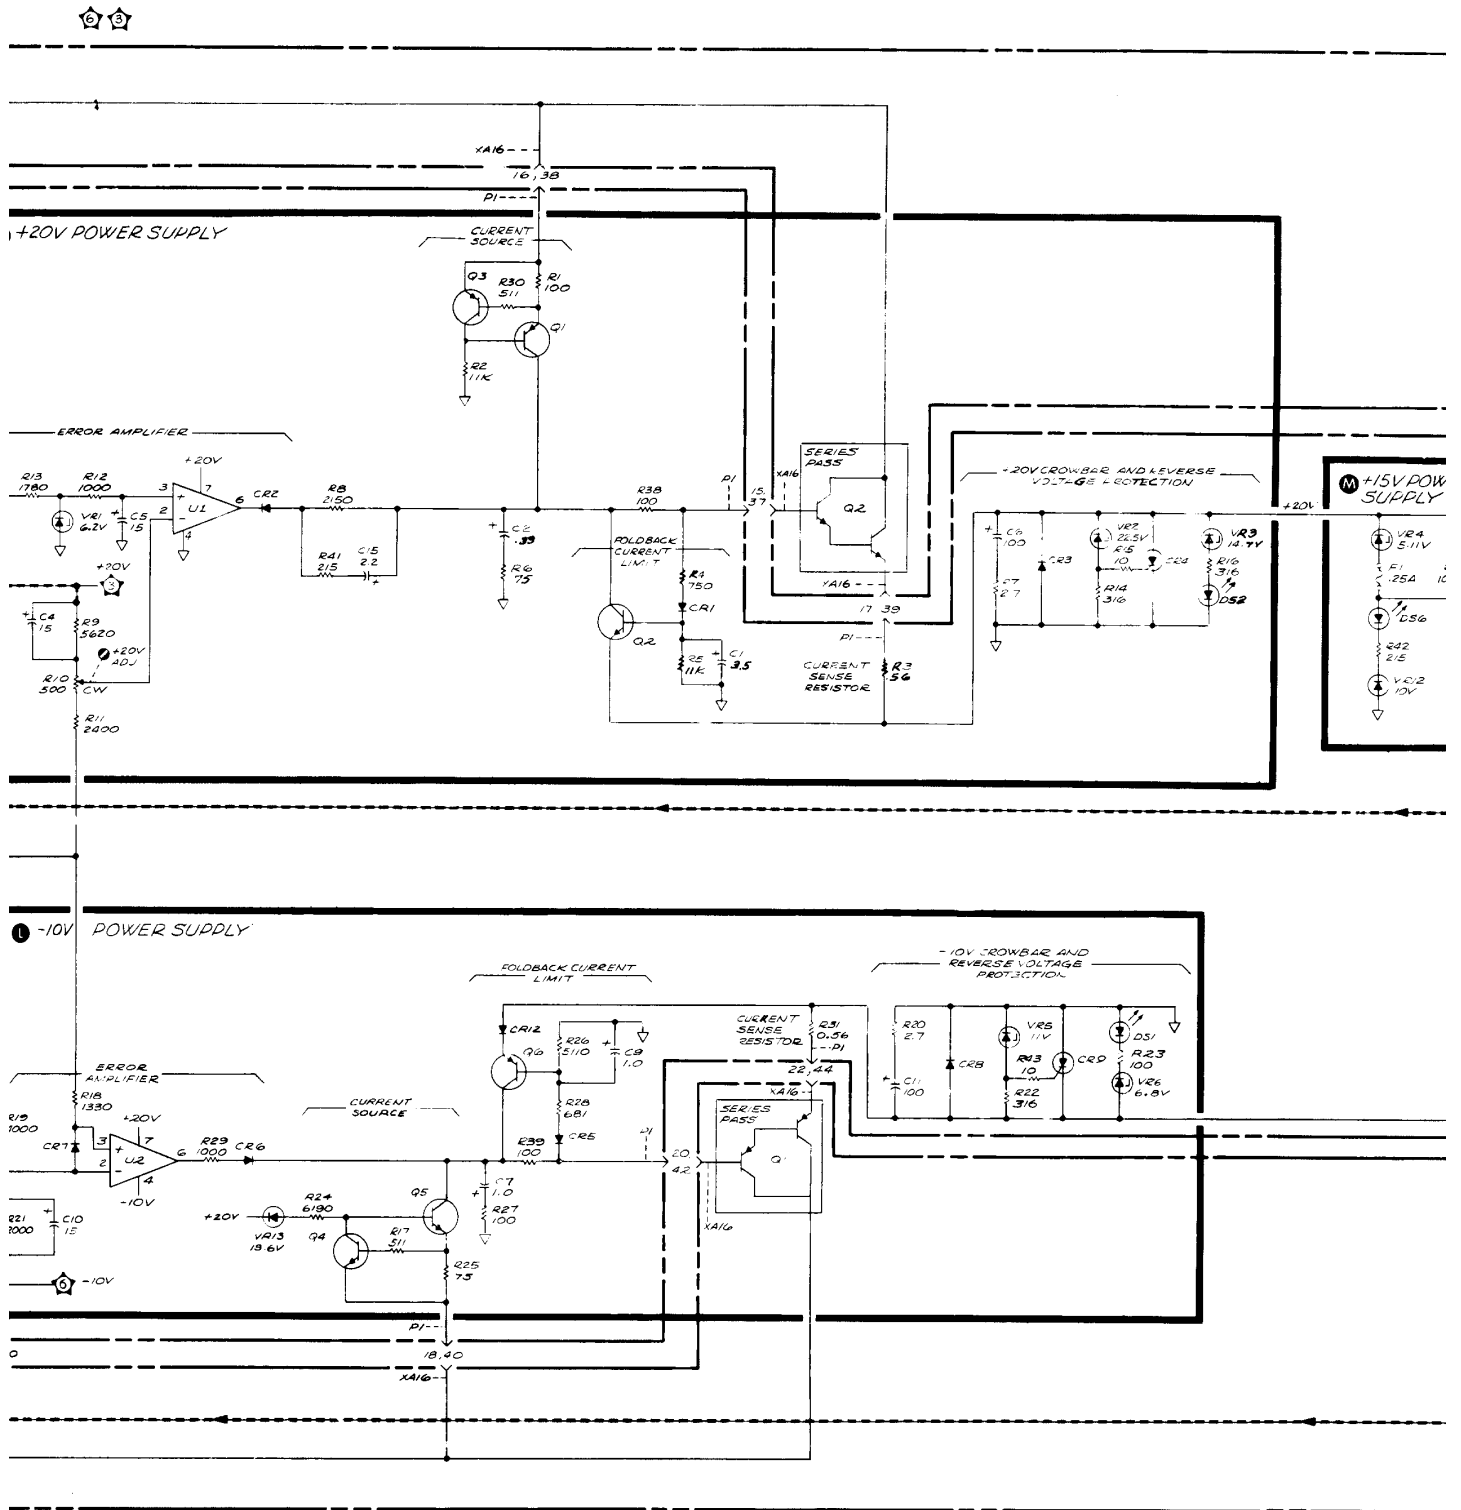 6 3
XA16
16,38
P1
+20V POWER SUPPLY
CURRENT
SOURCE
Q3
R30
511
R1
100
Q1
R2
11K
ERROR AMPLIFIER
+20V
R13
1780
R12
1000
3
7
+
U1
2
-
4
6
CR2
VR1
6.2V
+
C5
15
R8
2150
R41
215
C15
2.2
+
+
C2
.33
R6
75
R38
100
P1
15,
37
XA16
SERIES
PASS
Q2
FOLDBACK
CURRENT
LIMIT
R4
750
CR1
Q2
R5
11K
+
C1
3.5
XA16
17 39
P1
CURRENT
SENSE
RESISTOR
R3
.56
+20V CROWBAR AND REVERSE
VOLTAGE PROTECTION
+
C6
100
2.7
CR3
VR2
22.5V
R15
10
CR4
R14
316
VR3
14.7V
R16
316
DS2
+20V
M +15V POW
SUPPLY
VR4
5.11V
F1
.25A
10
DS6
R42
215
VR12
10V
+20V
3
+
C4
15
R9
5620
+20V
ADJ
R10
500
CW
R11
2400
L -10V POWER SUPPLY
FOLDBACK CURRENT
LIMIT
-10V CROWBAR AND
REVERSE VOLTAGE
PROTECTION
CR12
R26
5110
+
C9
1.0
Q6
R28
681
CR5
CURRENT
SENSE
RESISTOR
R31
0.56
P1
22,44
XA16
R20
2.7
+
C11
100
CR8
VR5
11V
R43
10
R22
316
CR9
DS1
R23
100
VR6
6.8V
ERROR
AMPLIFIER
R18
1330
R19
1000
CR7
+20V
3
7
+
U2
2
-
4
6
-10V
R29
1000
CR6
CURRENT
SOURCE
R39
100
P1
20,
42
XA16
SERIES
PASS
+
C7
1.0
R27
100
R21
2000
+
C10
15
+20V
VR13
19.6V
R24
6190
Q5
Q4
R17
511
R25
75
6 -10V
P1
18,40
XA16